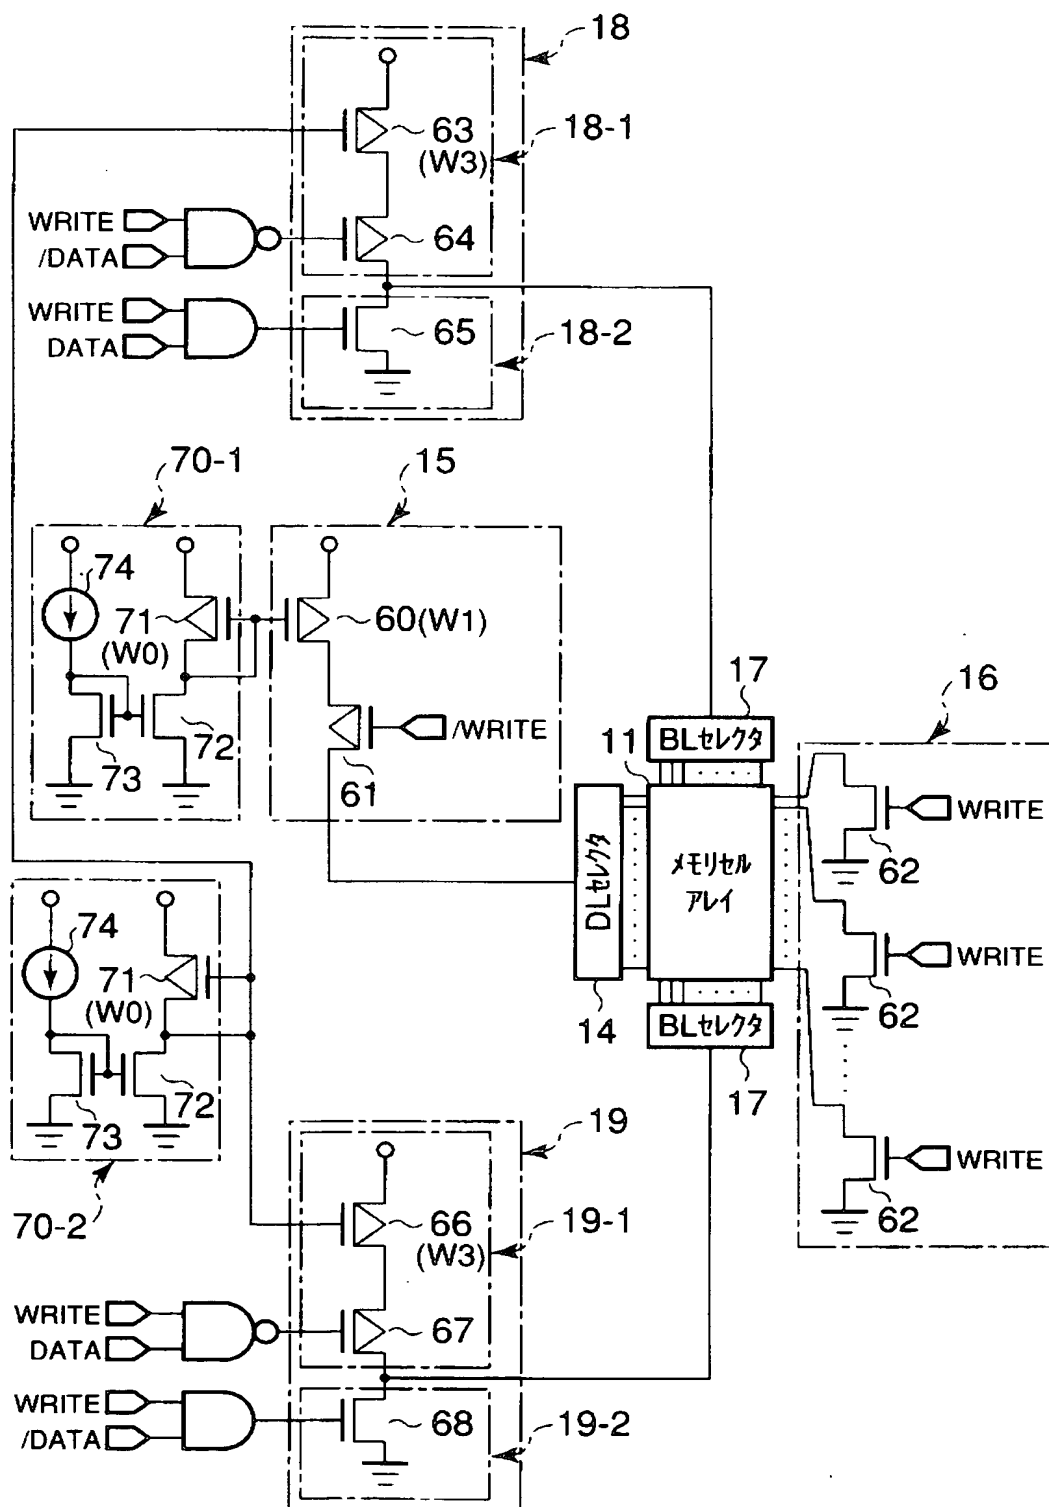 18
63
(W3)
18-1
WRITE
/DATA
64
WRITE
DATA
65
18-2
70-1
15
74
71
(W0)
60(W1)
72
73
/WRITE
61
17
16
BLセレクタ
11
DLセレクタ
メモリセル
アレイ
WRITE
62
74
71
(W0)
WRITE
62
14
BLセレクタ
17
72
73
19
WRITE
62
70-2
66
(W3)
19-1
WRITE
DATA
67
WRITE
/DATA
68
19-2